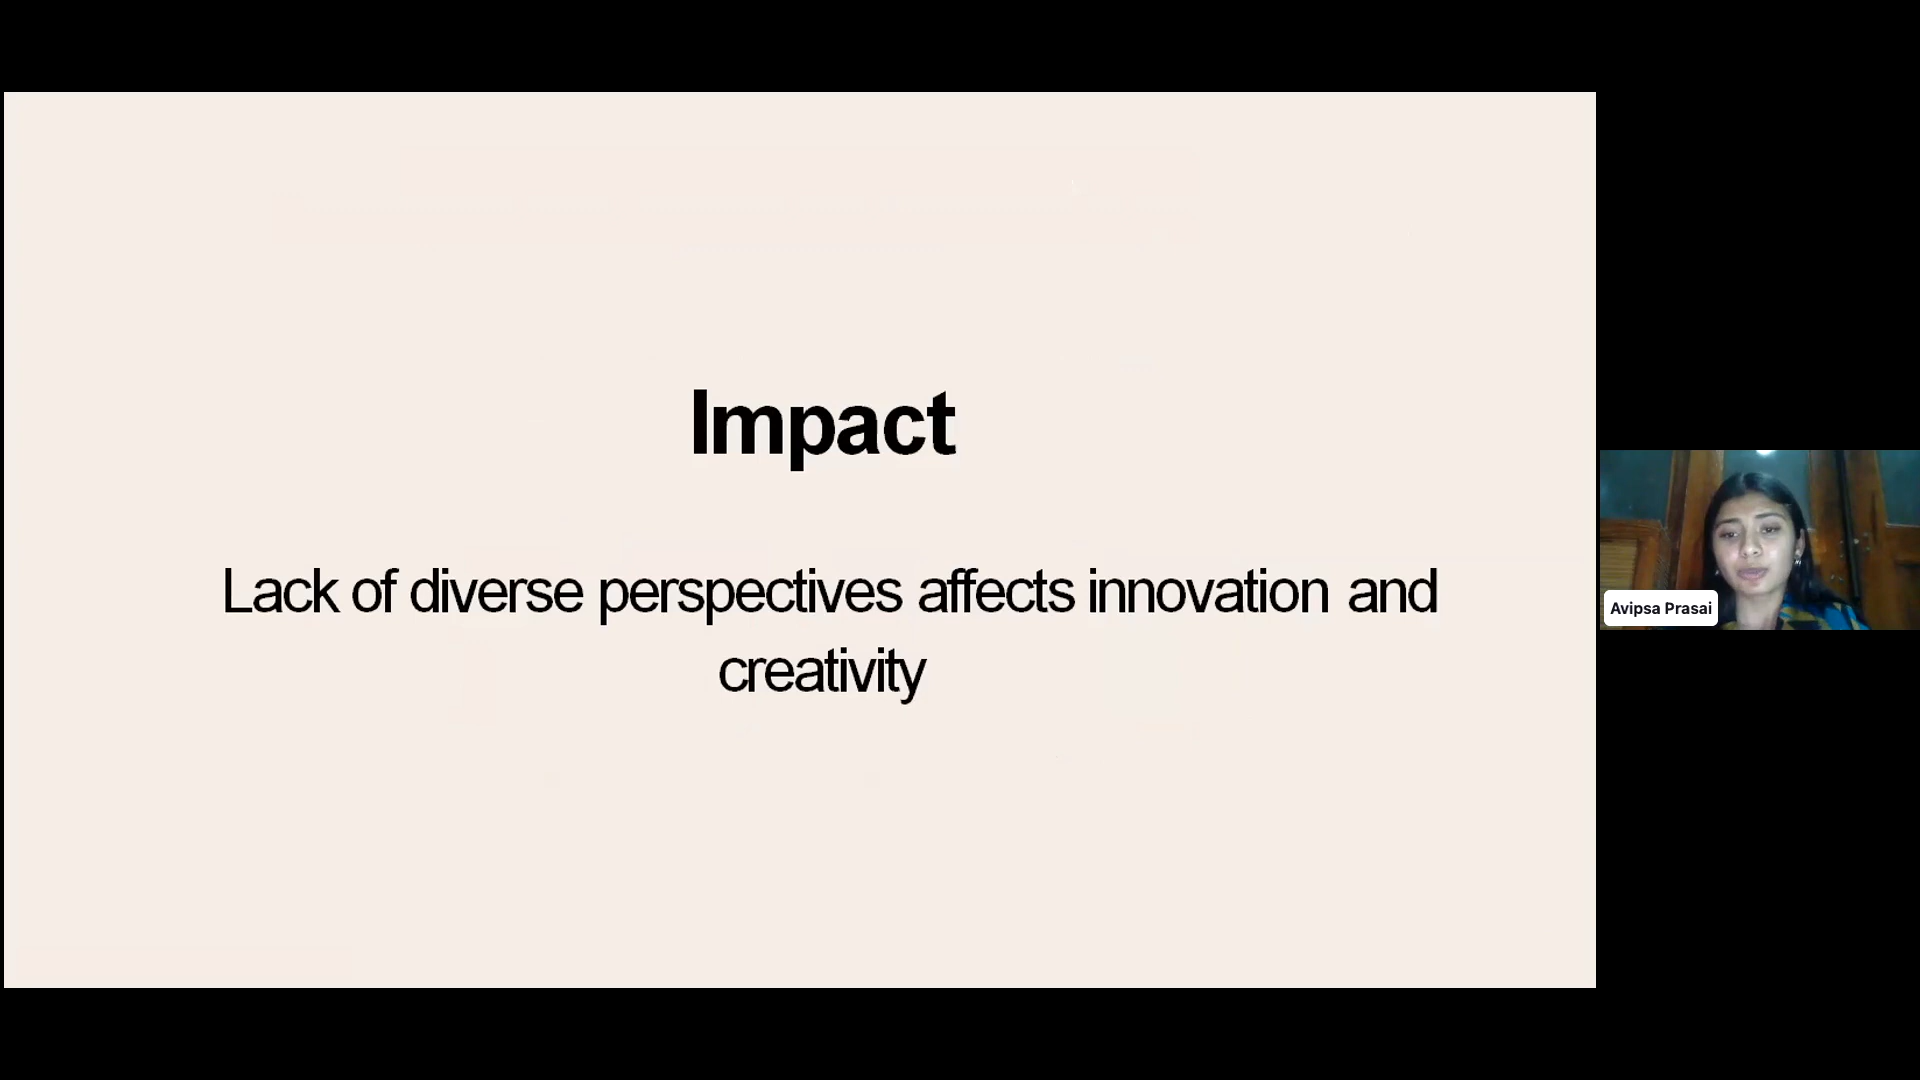 Impact
Lack of diverse perspectives affects innovation and
creativity
Avipsa Prasai